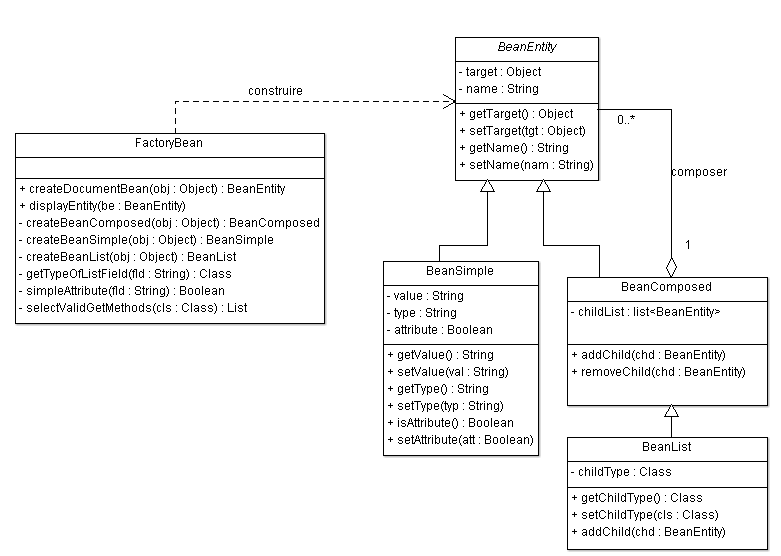 BeanEntity
- target : Object
- name : String
+ getTarget() : Object
+ setTarget(tgt : Object)
+ getName() : String
+ setName(nam : String)
construire
0..*
composer
1
FactoryBean
+ createDocumentBean(obj : Object) : BeanEntity
+ displayEntity(be : BeanEntity)
- createBeanComposed(obj : Object) : BeanComposed
- createBeanSimple(obj : Object) : BeanSimple
- createBeanList(obj : Object) : BeanList
- getTypeOfListField(fld : String) : Class
- simpleAttribute(fld : String) : Boolean
- selectValidGetMethods(cls : Class) : List
BeanSimple
- value : String
- type : String
- attribute : Boolean
+ getValue() : String
+ setValue(val : String)
+ getType() : String
+ setType(typ : String)
+ isAttribute() : Boolean
+ setAttribute(att : Boolean)
BeanComposed
- childList : list<BeanEntity>
+ addChild(chd : BeanEntity)
+ removeChild(chd : BeanEntity)
BeanList
- childType : Class
+ getChildType() : Class
+ setChildType(cls : Class)
+ addChild(chd : BeanEntity)